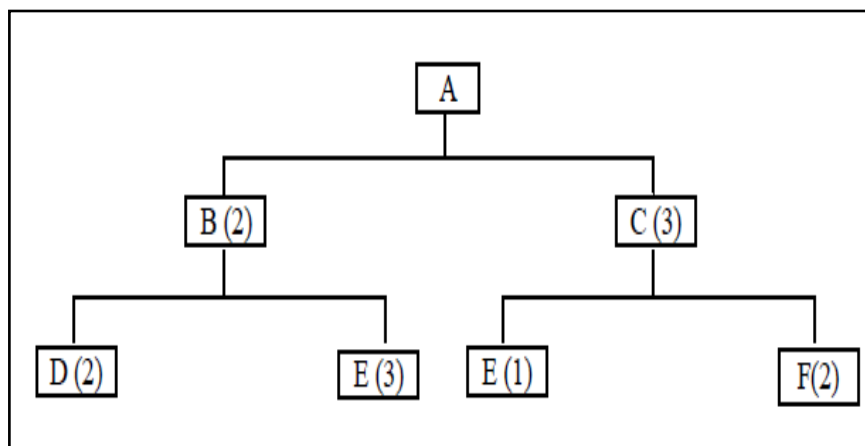 A
B (2)
C (3)
D (2)
E (3)
E (1)
F(2)